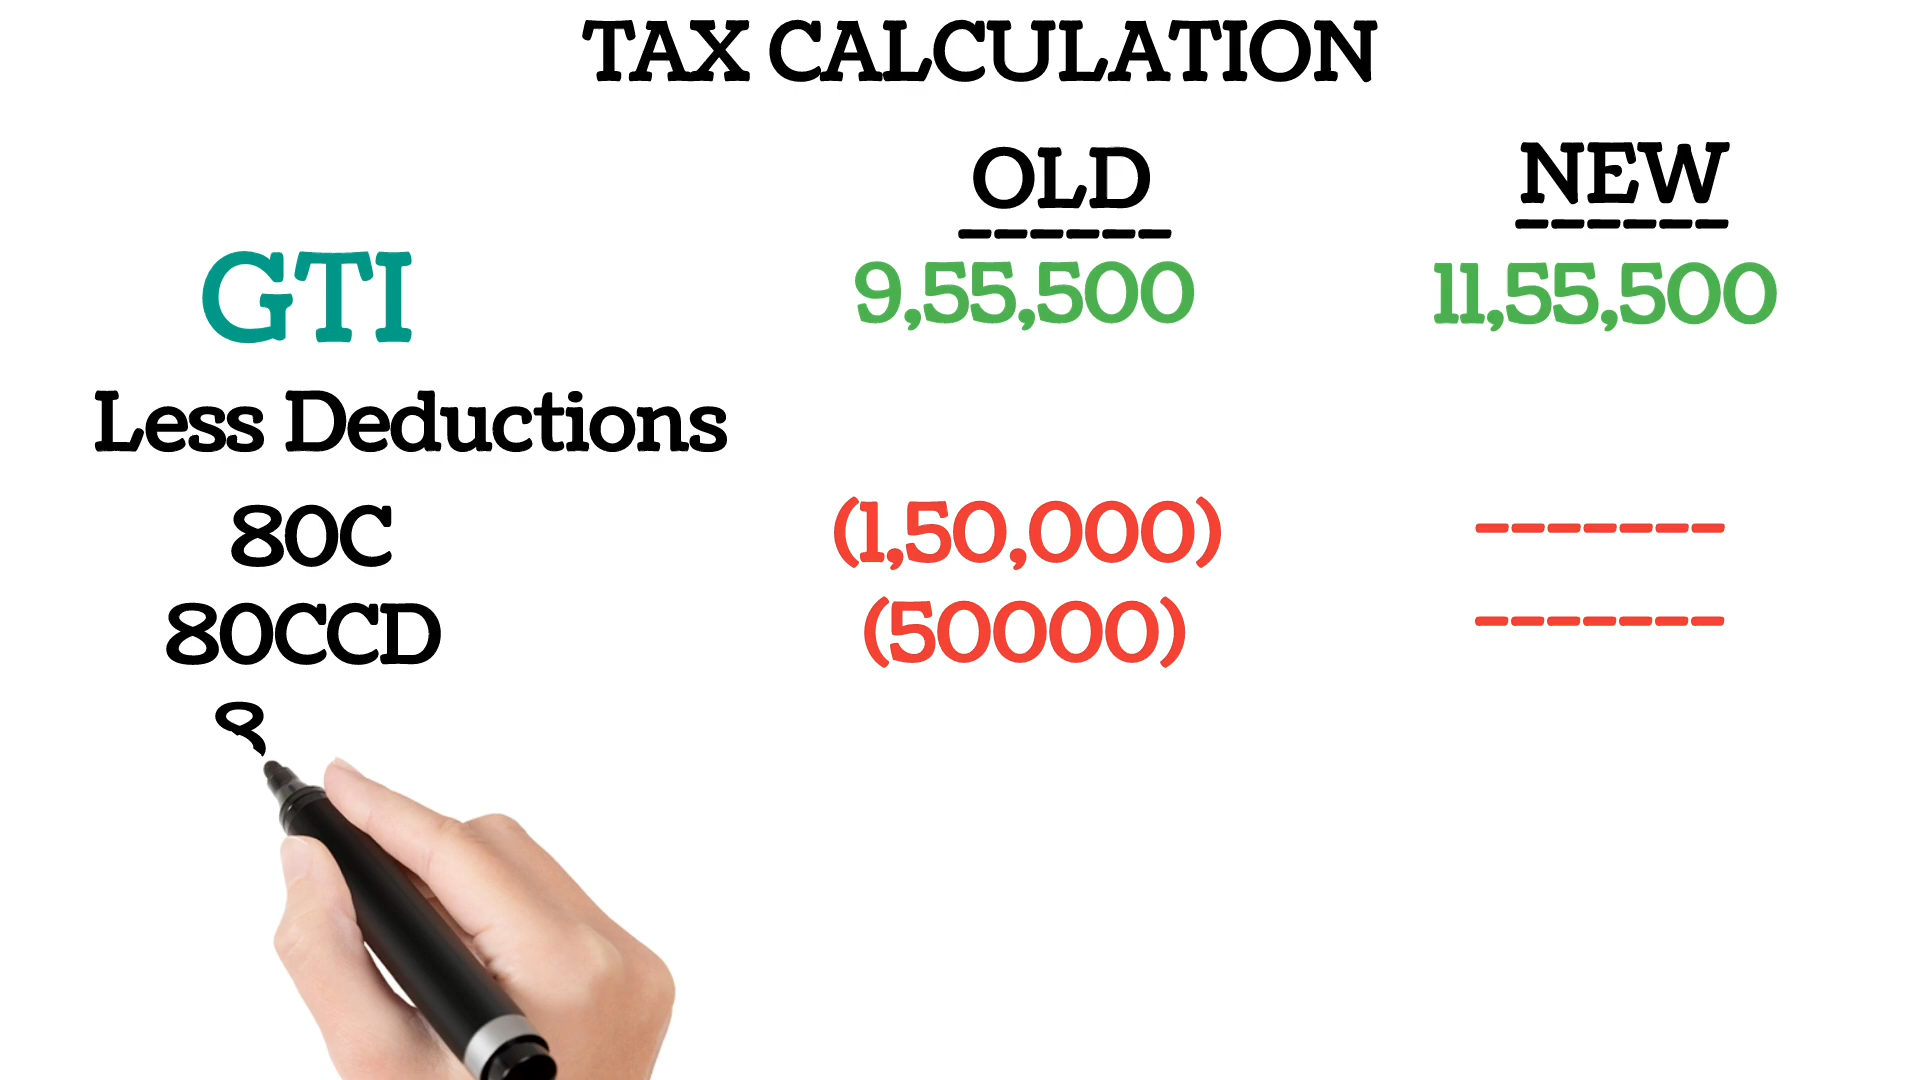 TAX CALCULATION
OLD NEW
------ ------
GTI 9,55,500 11,55,500
Less Deductions
80C (1,50,000) -------
80CCD (50000) -------